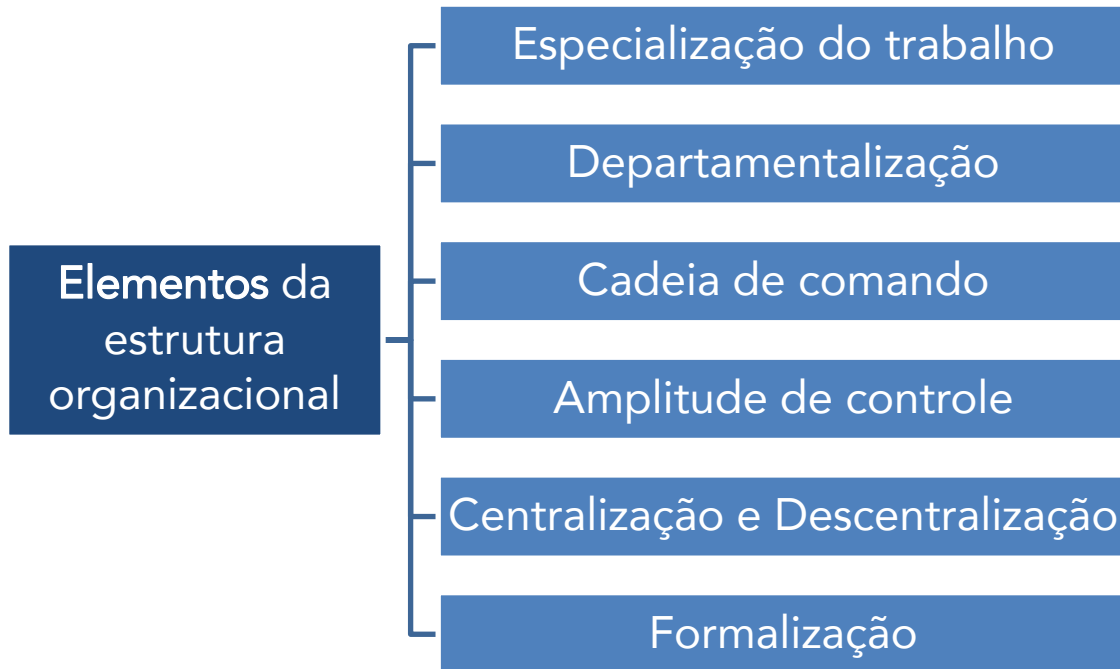 Elementos da
estrutura
organizacional
Especialização do trabalho
Departamentalização
Cadeia de comando
Amplitude de controle
Centralização e Descentralização
Formalização